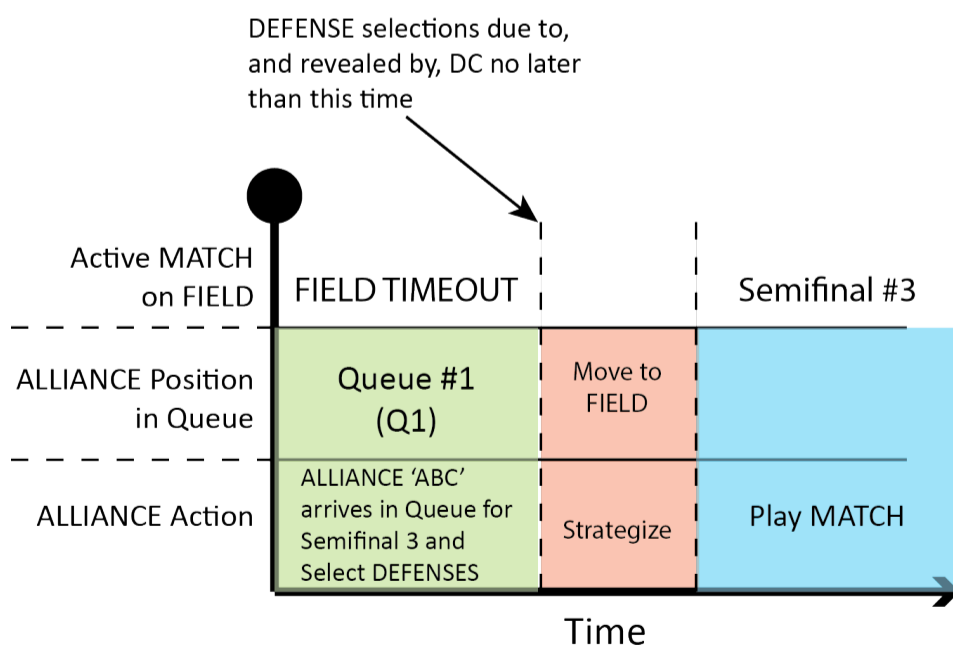 DEFENSE selections due to,
and revealed by, DC no later
than this time
Active MATCH
on FIELD
FIELD TIMEOUT
Semifinal #3
ALLIANCE Position
in Queue
Queue #1
(Q1)
Move to
FIELD
ALLIANCE Action
ALLIANCE ‘ABC’
arrives in Queue for
Semifinal 3 and
Select DEFENSES
Strategize
Play MATCH
Time